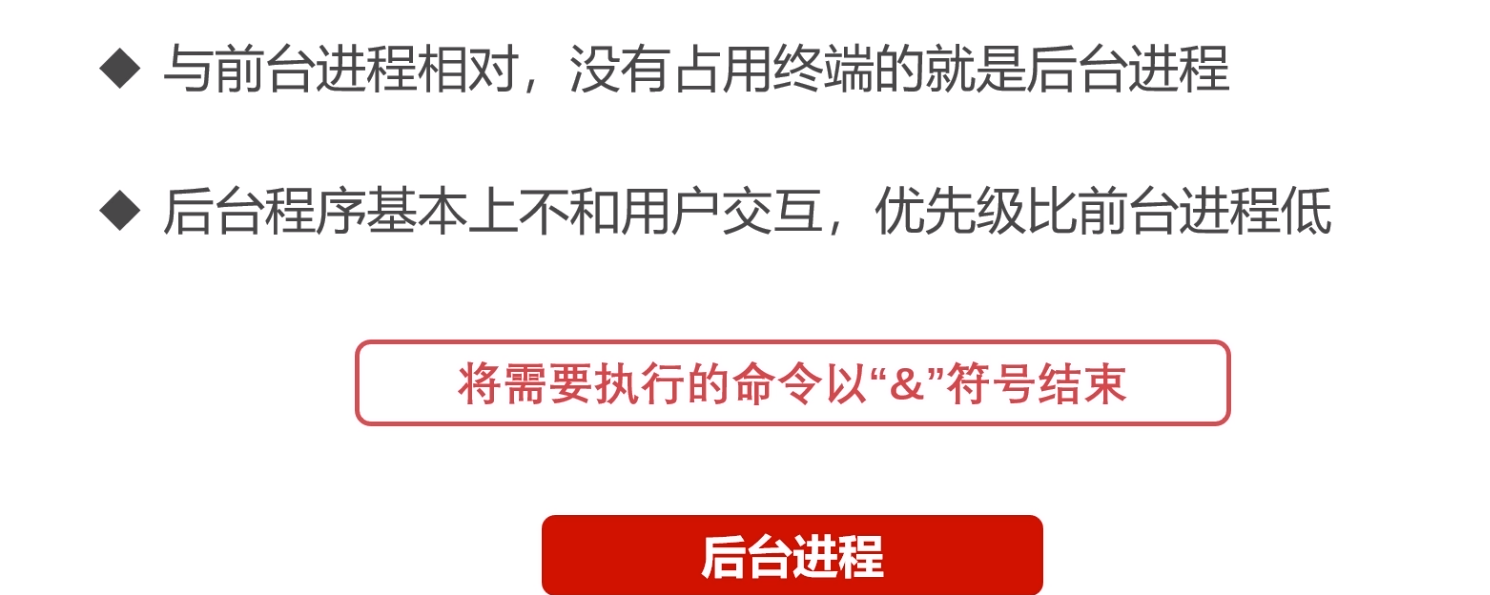 与前台进程相对，没有占用终端的就是后台进程
后台程序基本上不和用户交互，优先级比前台进程低
将需要执行的命令以“&”符号结束
后台进程